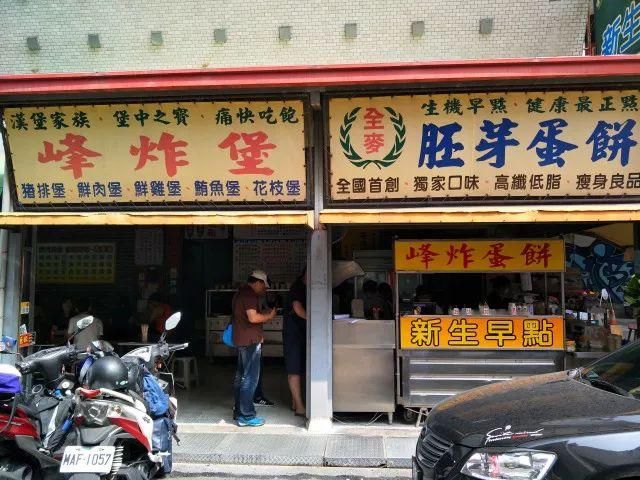 漢堡家族、堡中之寶 痛快吃飽
峰炸堡
豬排堡、鮮肉堡、鮮雞堡、鮪魚堡、花枝堡
全麥
生機早點、健康最正點
胚芽蛋餅
全國首創、獨家口味、高纖低脂、瘦身良品
新生
峰炸蛋餅
新生早點
MAF·1057